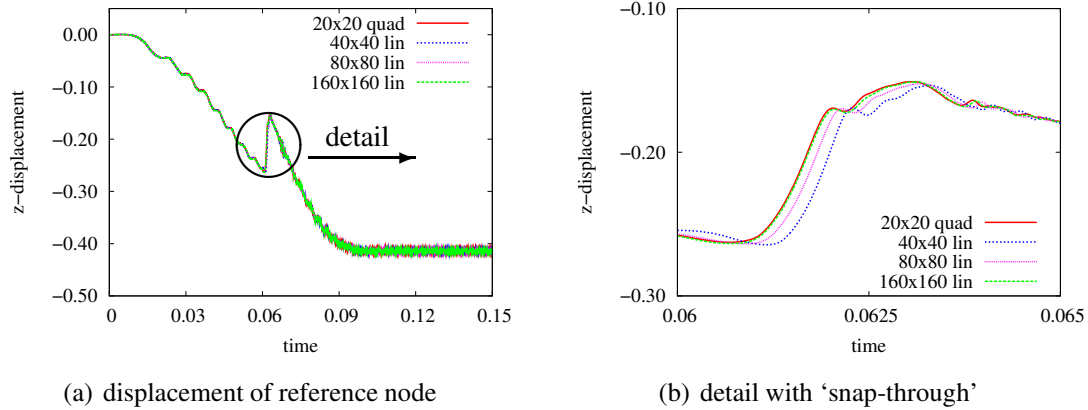 0.00
−0.10
−0.20
−0.30
−0.40
−0.50
z−displacement
0
0.03
0.06
0.09
0.12
0.15
time
20x20 quad
40x40 lin
80x80 lin
160x160 lin
detail
(a) displacement of reference node
−0.10
−0.20
−0.30
z−displacement
0.06
0.0625
0.065
time
20x20 quad
40x40 lin
80x80 lin
160x160 lin
(b) detail with ‘snap-through’